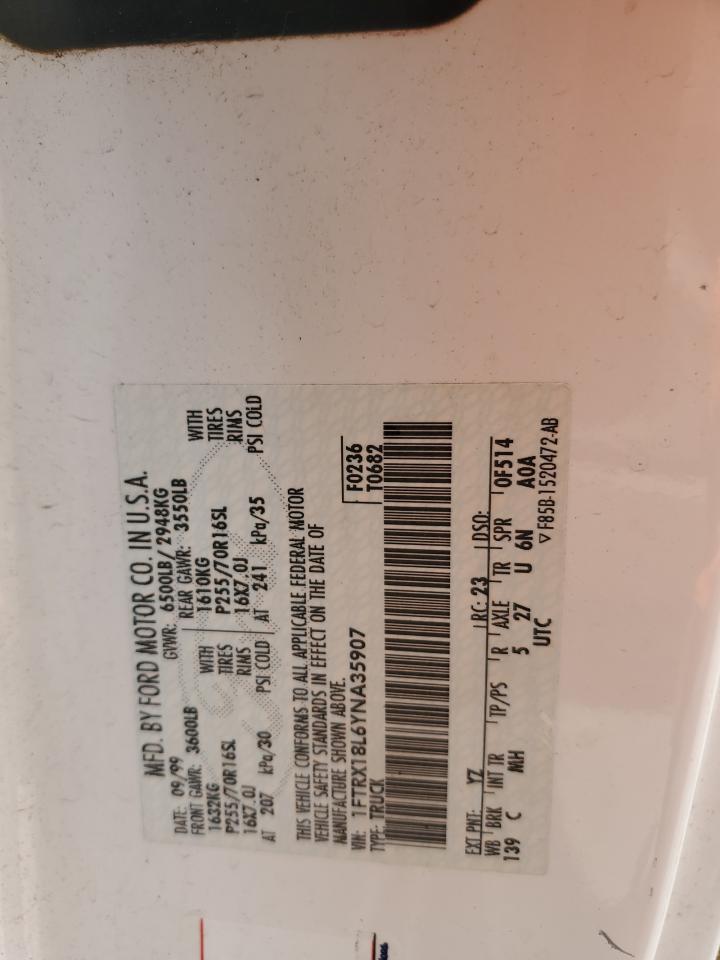 MFD. BY FORD MOTOR CO. IN U.S.A.
DATE: 09/99 GVWR: 6500LB/ 2948KG
FRONT GAWR: 3600LB REAR GAWR: 3550LB
1632KG WITH 1610KG WITH
P255/70R16SL TIRES P255/70R16SL TIRES
16X7.0J RIMS 16X7.0J RIMS
AT 207 kPa/30 PSI COLD AT 241 kPa/35 PSI COLD
THIS VEHICLE CONFORMS TO ALL APPLICABLE FEDERAL MOTOR
VEHICLE SAFETY STANDARDS IN EFFECT ON THE DATE OF
MANUFACTURE SHOWN ABOVE.
VIN: 1FTRX18L6YNA35907 F0236
TYPE: TRUCK T0682
EXT PNT: YZ RC: 23 DSO:
WB BRK INT TR TP/PS R AXLE TR SPR 0F514
139 C MH 5 27 U 6N A0A
UTC
▽ F85B-1520472-AB